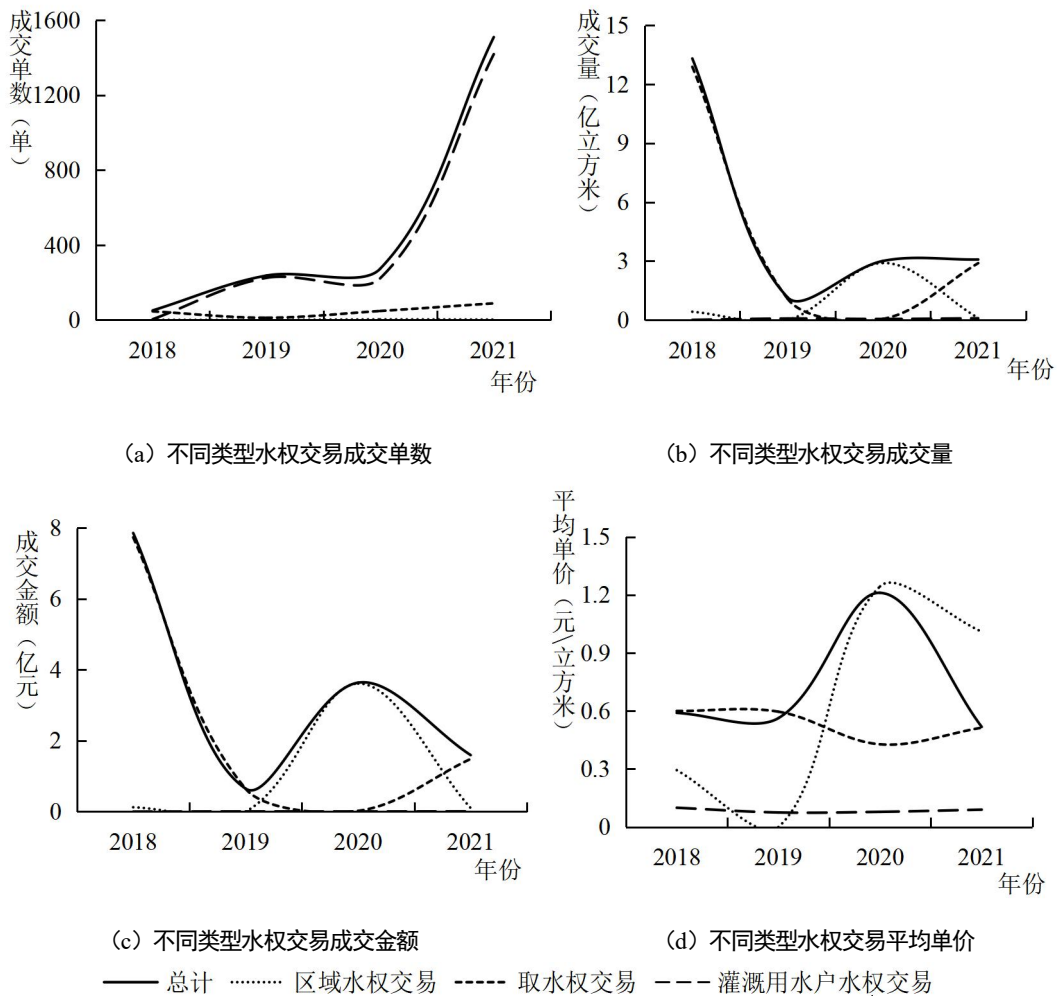 成交单数（单）
1600
1200
800
400
0
2018 2019 2020 2021
年份
（a）不同类型水权交易成交单数
成交量（亿立方米）
15
12
9
6
3
0
2018 2019 2020 2021
年份
（b）不同类型水权交易成交量
成交金额（亿元）
8
6
4
2
0
2018 2019 2020 2021
年份
（c）不同类型水权交易成交金额
平均单价（元\立方米）
1.5
1.2
0.9
0.6
0.3
0
2018 2019 2020 2021
年份
（d）不同类型水权交易平均单价
总计 区域水权交易 取水权交易 灌溉用水户水权交易